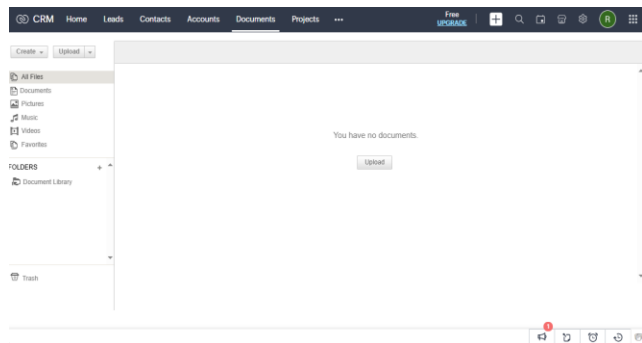 CRM Home Leads Contacts Accounts Documents Projects ••• Free UPGRADE R
Create Upload
All Files
Documents
Pictures
Music
Videos
Favorites
FOLDERS +
Document Library
Trash
You have no documents.
Upload
1